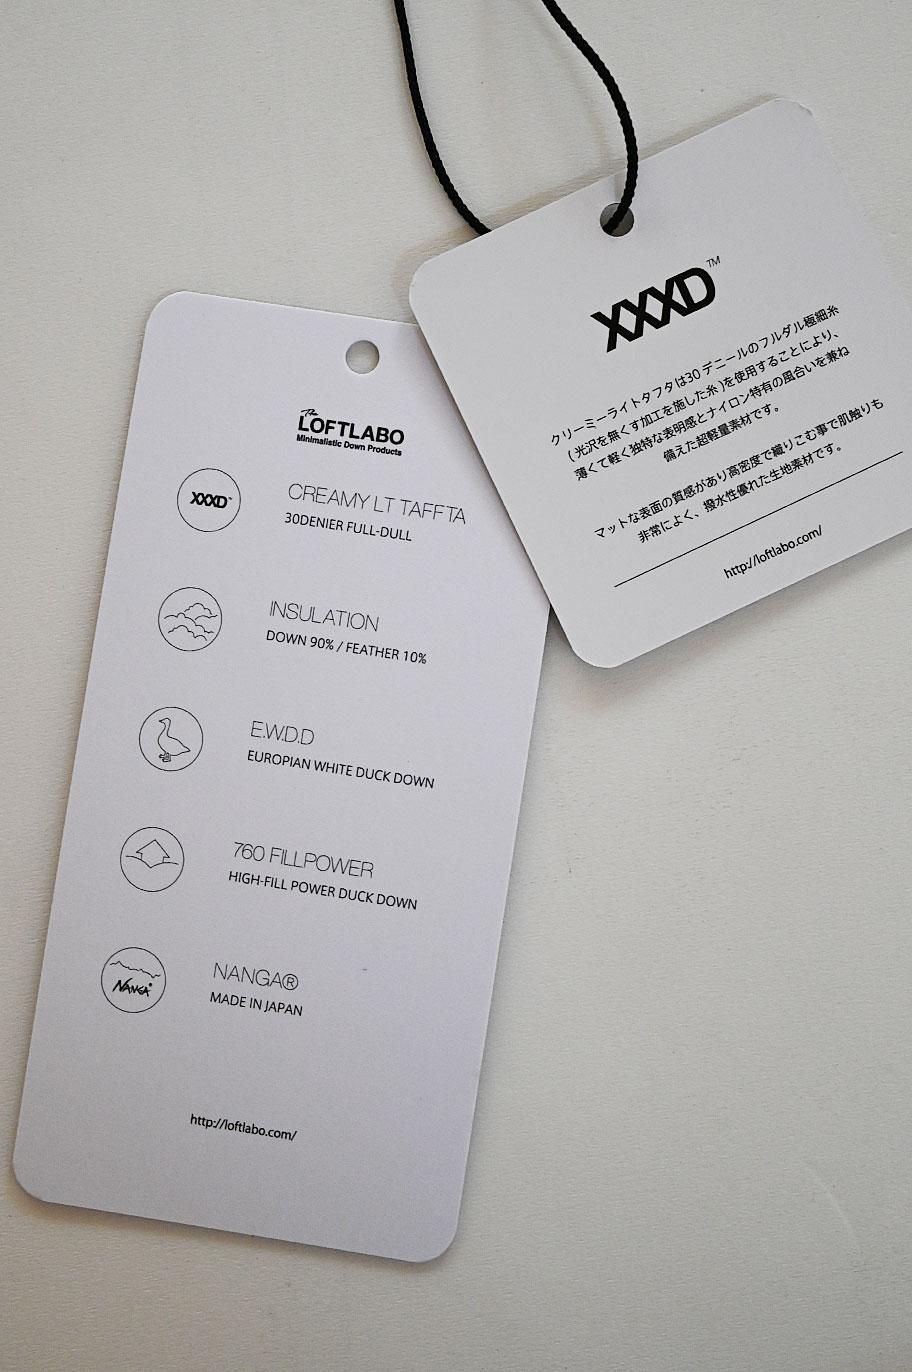 The
LOFTLABO
Minimalistic Down Products
XXXD™
CREAMY LT TAFFTA
30DENIER FULL-DULL
INSULATION
DOWN 90% / FEATHER 10%
E.W.D.D
EUROPIAN WHITE DUCK DOWN
760 FILLPOWER
HIGH-FILL POWER DUCK DOWN
NANGA®
NANGA®
MADE IN JAPAN
http://loftlabo.com/
XXXD™
クリーミーライトタフタは30デニールのフルダル極細糸
(光沢を無くす加工を施した糸)を使用することにより、
薄くて軽く独特な表明感とナイロン特有の風合いを兼ね
備えた超軽量素材です。
マットな表面の質感があり高密度で織りこむ事で肌触りも
非常によく、撥水性優れた生地素材です。
http://loftlabo.com/